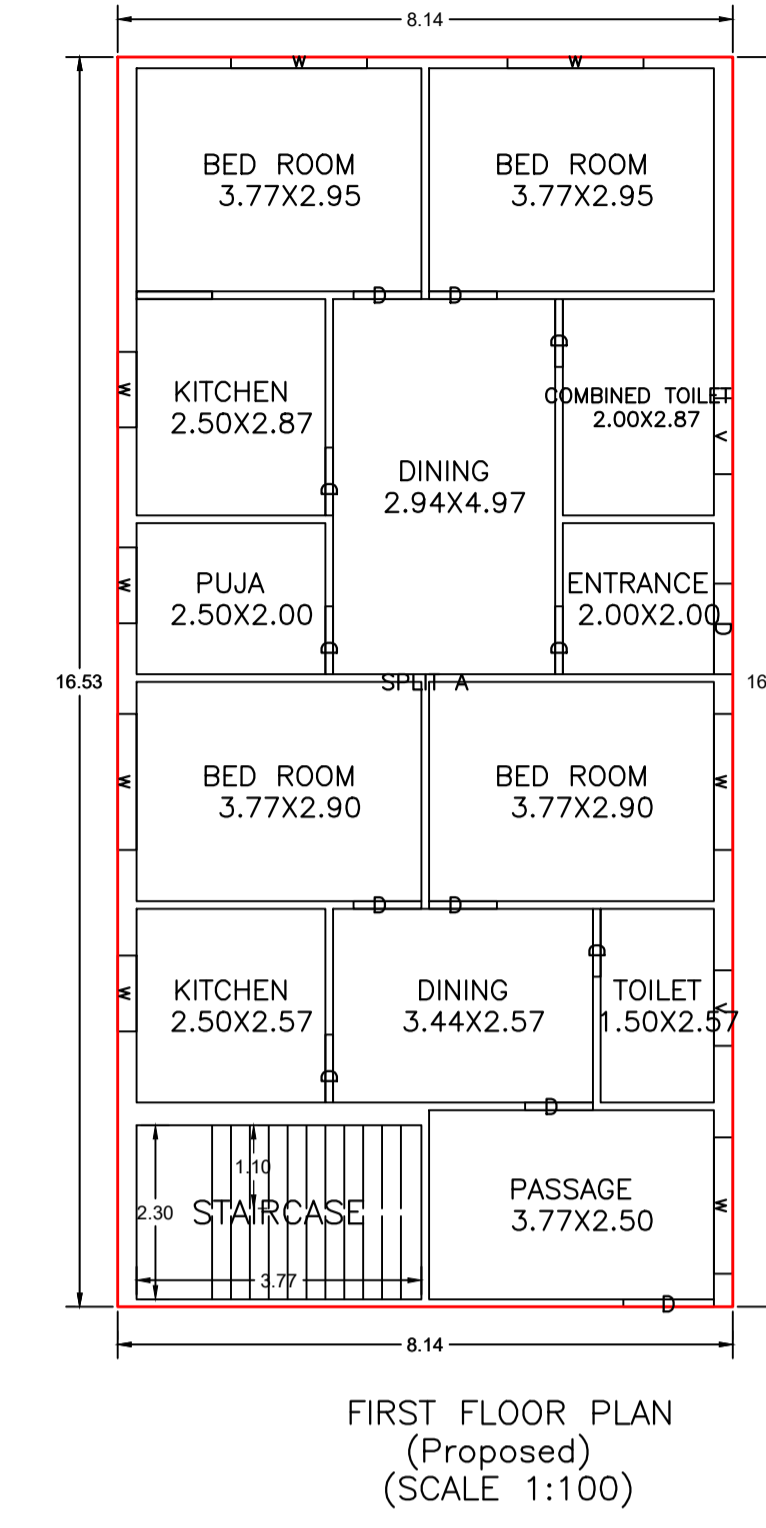 8.14
W W
BED ROOM
3.77X2.95
BED ROOM
3.77X2.95
D D
D
W
KITCHEN
2.50X2.87
COMBINED TOILET
2.00X2.87
V
DINING
2.94X4.97
D
W
PUJA
2.50X2.00
ENTRANCE
2.00X2.00
D
D D
16.53
SPLIT A
16
W
BED ROOM
3.77X2.90
BED ROOM
3.77X2.90
W
D D
D
W
KITCHEN
2.50X2.57
DINING
3.44X2.57
TOILET
1.50X2.57
V
D
D
1.10
2.30
STAIRCASE
3.77
PASSAGE
3.77X2.50
W
D
8.14
FIRST FLOOR PLAN
(Proposed)
(SCALE 1:100)